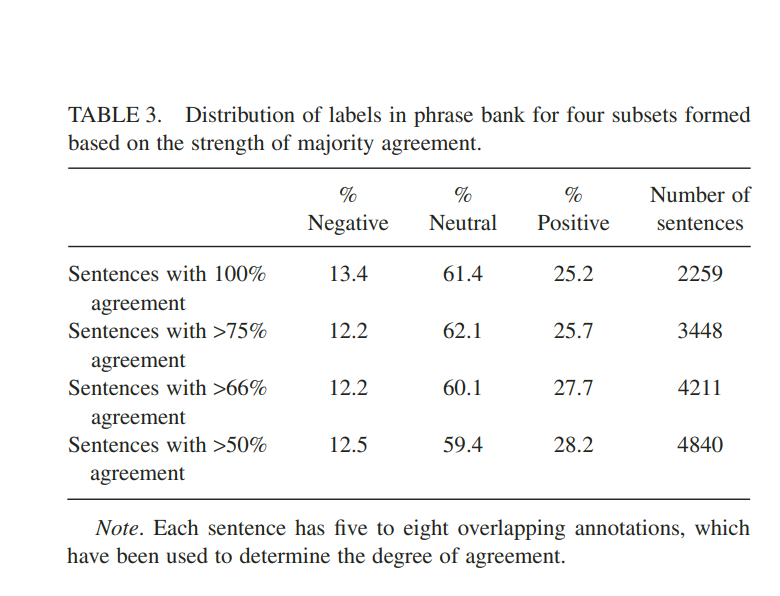 TABLE 3. Distribution of labels in phrase bank for four subsets formed
based on the strength of majority agreement.
% % % Number of
Negative Neutral Positive sentences
Sentences with 100% 13.4 61.4 25.2 2259
agreement
Sentences with >75% 12.2 62.1 25.7 3448
agreement
Sentences with >66% 12.2 60.1 27.7 4211
agreement
Sentences with >50% 12.5 59.4 28.2 4840
agreement
Note. Each sentence has five to eight overlapping annotations, which
have been used to determine the degree of agreement.